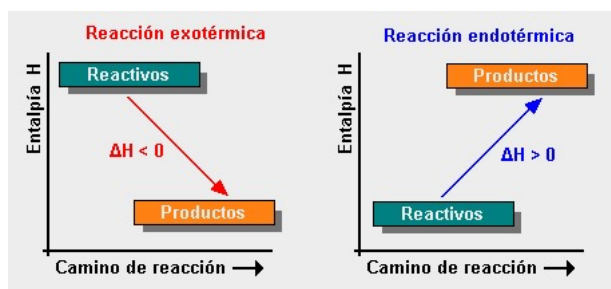 Reacción exotérmica
Entalpía H
Reactivos
ΔH < 0
Productos
Camino de reacción
Reacción endotérmica
Entalpía H
Productos
ΔH > 0
Reactivos
Camino de reacción